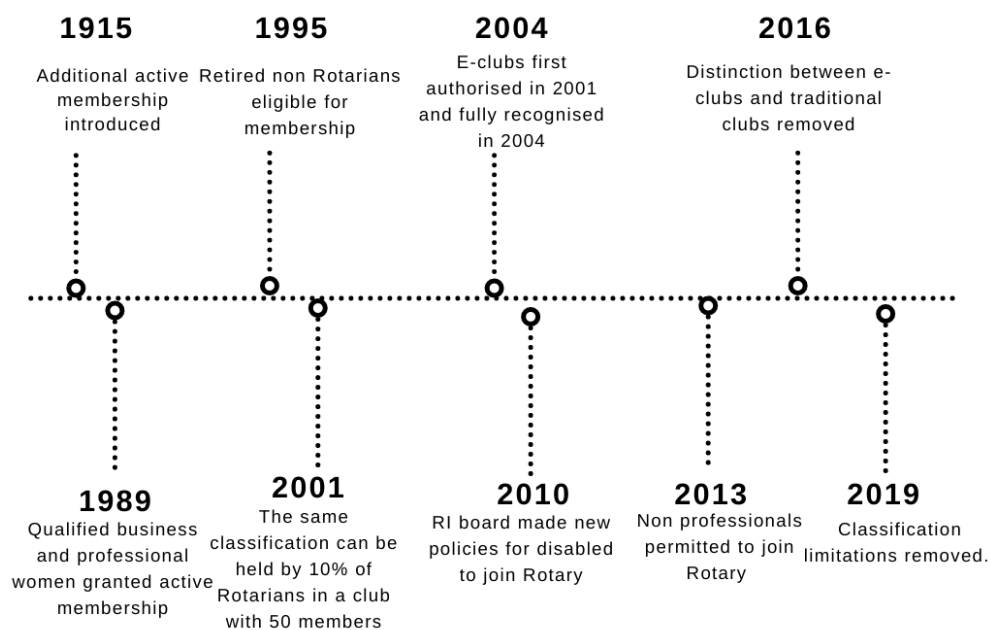 1915
Additional active
membership
introduced
1995
Retired non Rotarians
eligible for
membership
2004
E-clubs first
authorised in 2001
and fully recognised
in 2004
2016
Distinction between e-
clubs and traditional
clubs removed
1989
Qualified business
and professional
women granted active
membership
2001
The same
classification can be
held by 10% of
Rotarians in a club
with 50 members
2010
RI board made new
policies for disabled
to join Rotary
2013
Non professionals
permitted to join
Rotary
2019
Classification
limitations removed.